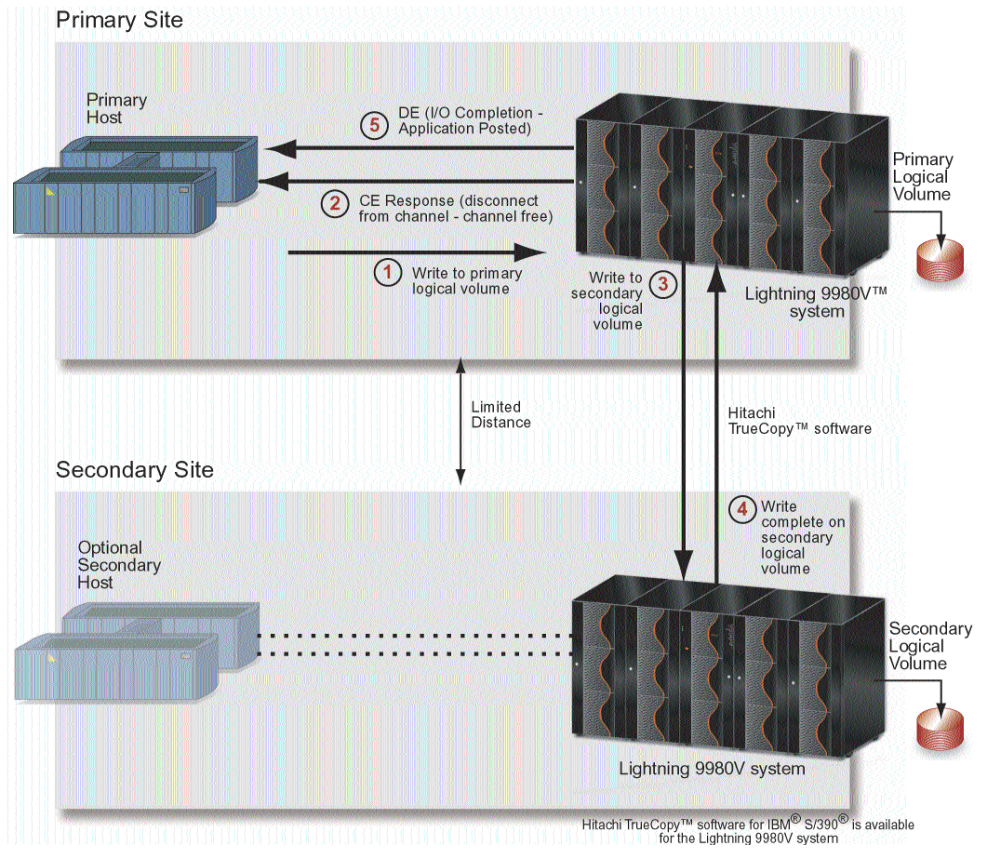 Primary Site
Primary
Host
5
DE (I/O Completion -
Application Posted)
2
CE Response (disconnect
from channel - channel free)
1
Write to primary
logical volume
Write to
secondary
logical
volume
3
Primary
Logical
Volume
Lightning 9980V™
system
Limited
Distance
Hitachi
TrueCopy™ software
Secondary Site
4
Write
complete on
secondary
logical
volume
Optional
Secondary
Host
Secondary
Logical
Volume
Lightning 9980V system
Hitachi TrueCopy™ software for IBM® S/390® is available
for the Lightning 9980V system